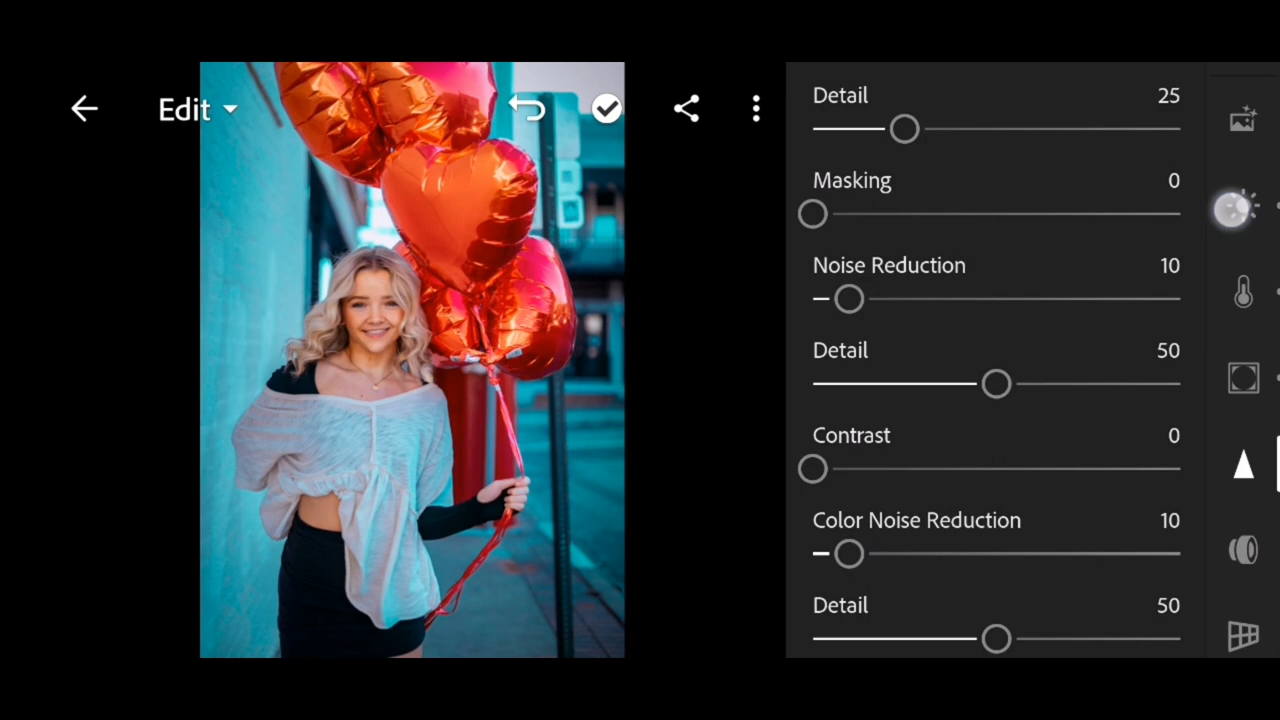 Edit
Detail 25
Masking 0
Noise Reduction 10
Detail 50
Contrast 0
Color Noise Reduction 10
Detail 50